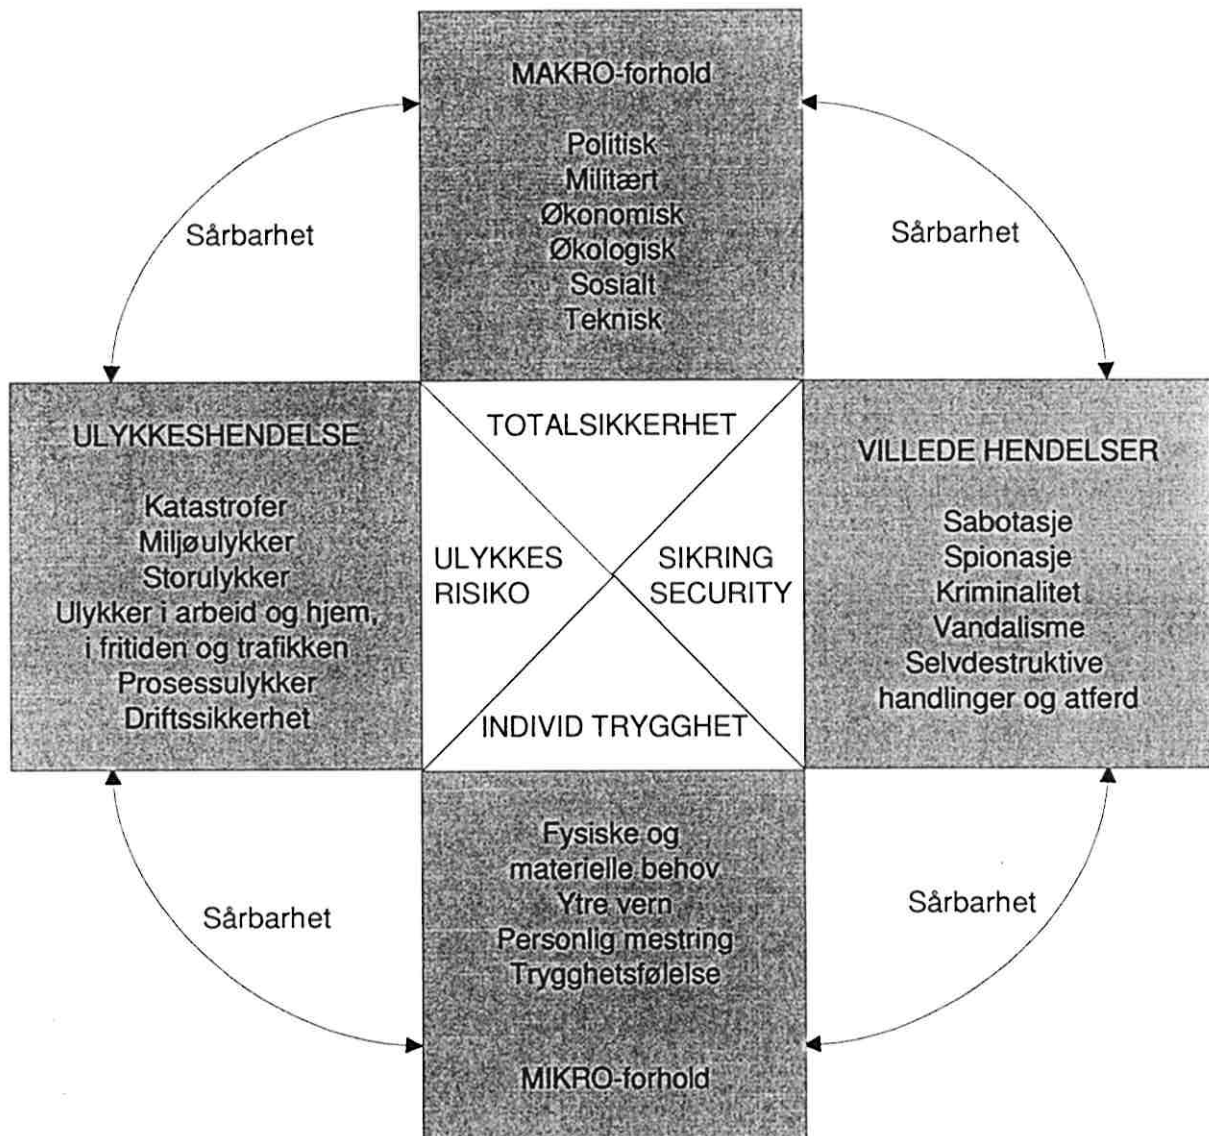 MAKRO-forhold
Politisk
Militært
Økonomisk
Økologisk
Sosialt
Teknisk
Sårbarhet
Sårbarhet
ULYKKESHENDELSE
Katastrofer
Miljøulykker
Storulykker
Ulykker i arbeid og hjem,
i fritiden og trafikken
Prosessulykker
Driftssikkerhet
TOTALSIKKERHET
ULYKKES
RISIKO
SIKRING
SECURITY
INDIVID TRYGGHET
VILLEDE HENDELSER
Sabotasje
Spionasje
Kriminalitet
Vandalisme
Selvdestruktive
handlinger og atferd
Sårbarhet
Sårbarhet
Fysiske og
materielle behov
Ytre vern
Personlig mestring
Trygghetsfølelse
MIKRO-forhold